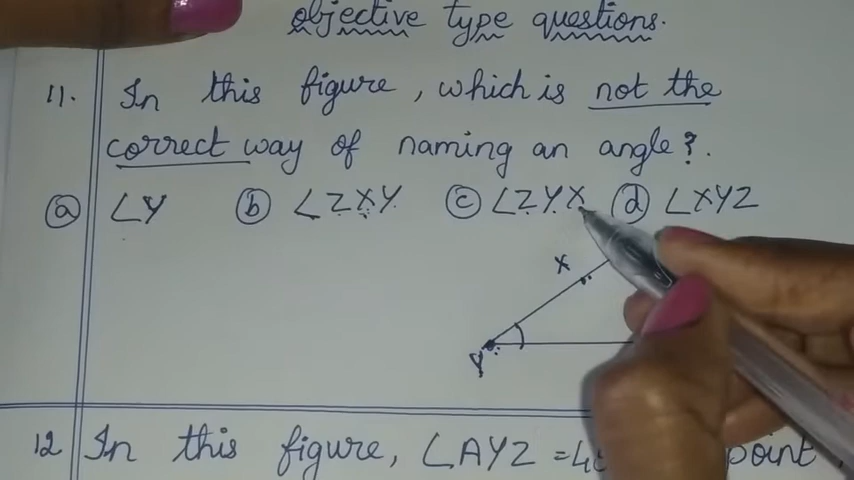 objective type questions.
11. In this figure, which is not the
correct way of naming an angle?.
(a) ∠Y (b) ∠ZXY (c) ∠ZYX (d) ∠XYZ
X
Y
12 In this figure, ∠AYZ = point